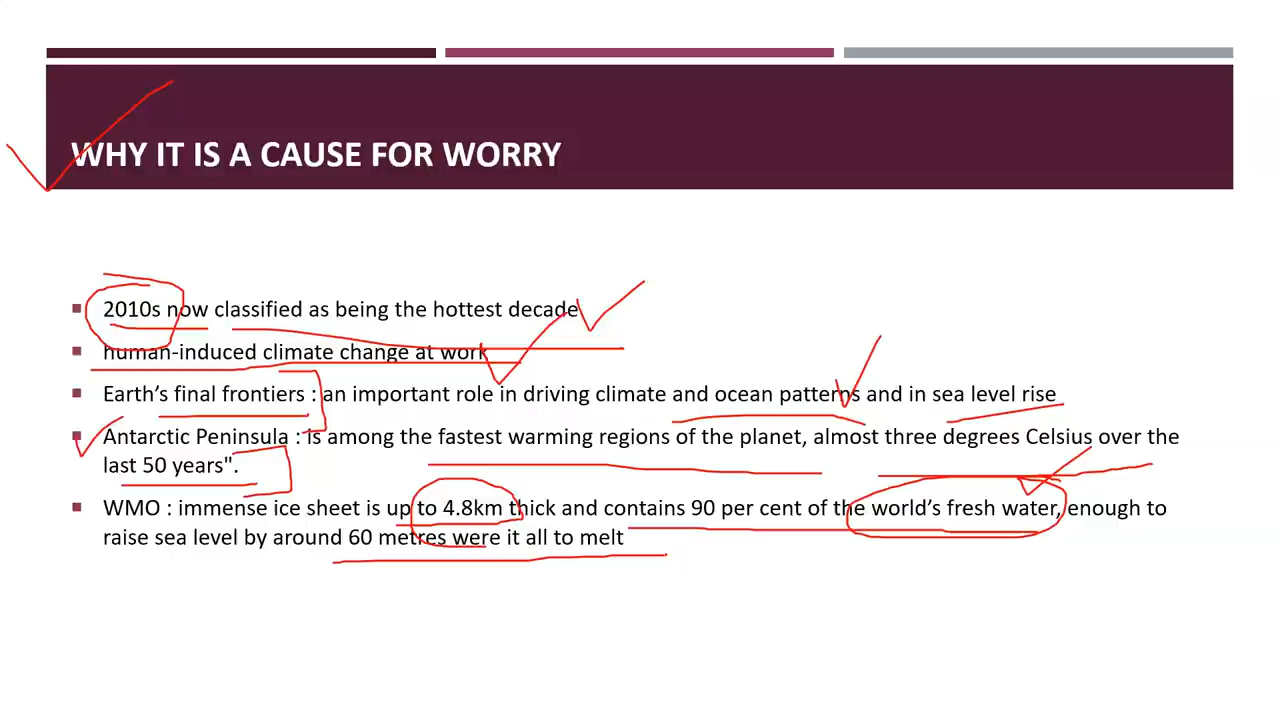 WHY IT IS A CAUSE FOR WORRY
2010s now classified as being the hottest decade
human-induced climate change at work
Earth's final frontiers : an important role in driving climate and ocean patterns and in sea level rise
Antarctic Peninsula : is among the fastest warming regions of the planet, almost three degrees Celsius over the
last 50 years".
WMO : immense ice sheet is up to 4.8km thick and contains 90 per cent of the world's fresh water, enough to
raise sea level by around 60 metres were it all to melt